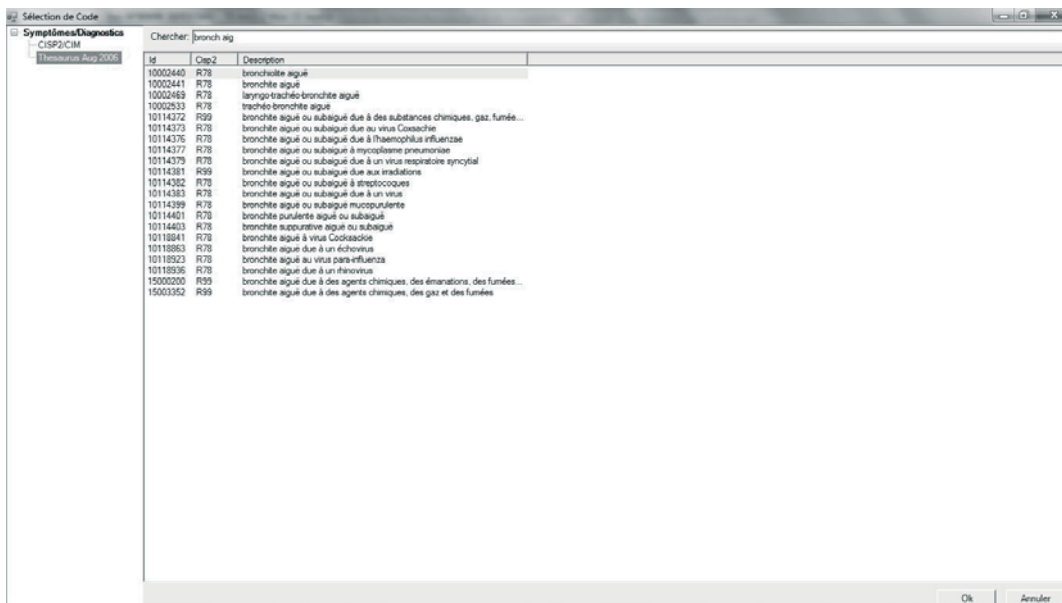 Sélection de Code
Symptômes/Diagnostics
CISP2/CIM
Thesaurus Aug 2006
Chercher: bronch aig
Id Cisp2 Description
10002440 R78 bronchiolite aiguë
10002441 R78 bronchite aiguë
10002469 R78 laryngo-trachéo-bronchite aiguë
10002533 R78 trachéo-bronchite aiguë
10114372 R99 bronchite aiguë ou subaiguë due à des substances chimiques, gaz, fumée...
10114373 R78 bronchite aiguë ou subaiguë due au virus Coxsachie
10114376 R78 bronchite aiguë ou subaiguë due à l'haemophilus influenzae
10114377 R78 bronchite aiguë ou subaiguë à mycoplasme pneumoniae
10114379 R78 bronchite aiguë ou subaiguë due à un virus respiratoire syncytial
10114381 R99 bronchite aiguë ou subaiguë due aux irradiations
10114382 R78 bronchite aiguë ou subaiguë à streptocoques
10114383 R78 bronchite aiguë ou subaiguë due à un virus
10114399 R78 bronchite aiguë ou subaiguë mucopurulente
10114401 R78 bronchite purulente aiguë ou subaiguë
10114403 R78 bronchite suppurative aiguë ou subaiguë
10118841 R78 bronchite aiguë à virus Cocksackie
10118863 R78 bronchite aiguë due à un échovirus
10118923 R78 bronchite aiguë au virus para-influenza
10118936 R78 bronchite aiguë due à un rhinovirus
15000200 R99 bronchite aiguë due à des agents chimiques, des émanations, des fumées...
15003352 R99 bronchite aiguë due à des agents chimiques, des gaz et des fumées
Ok Annuler